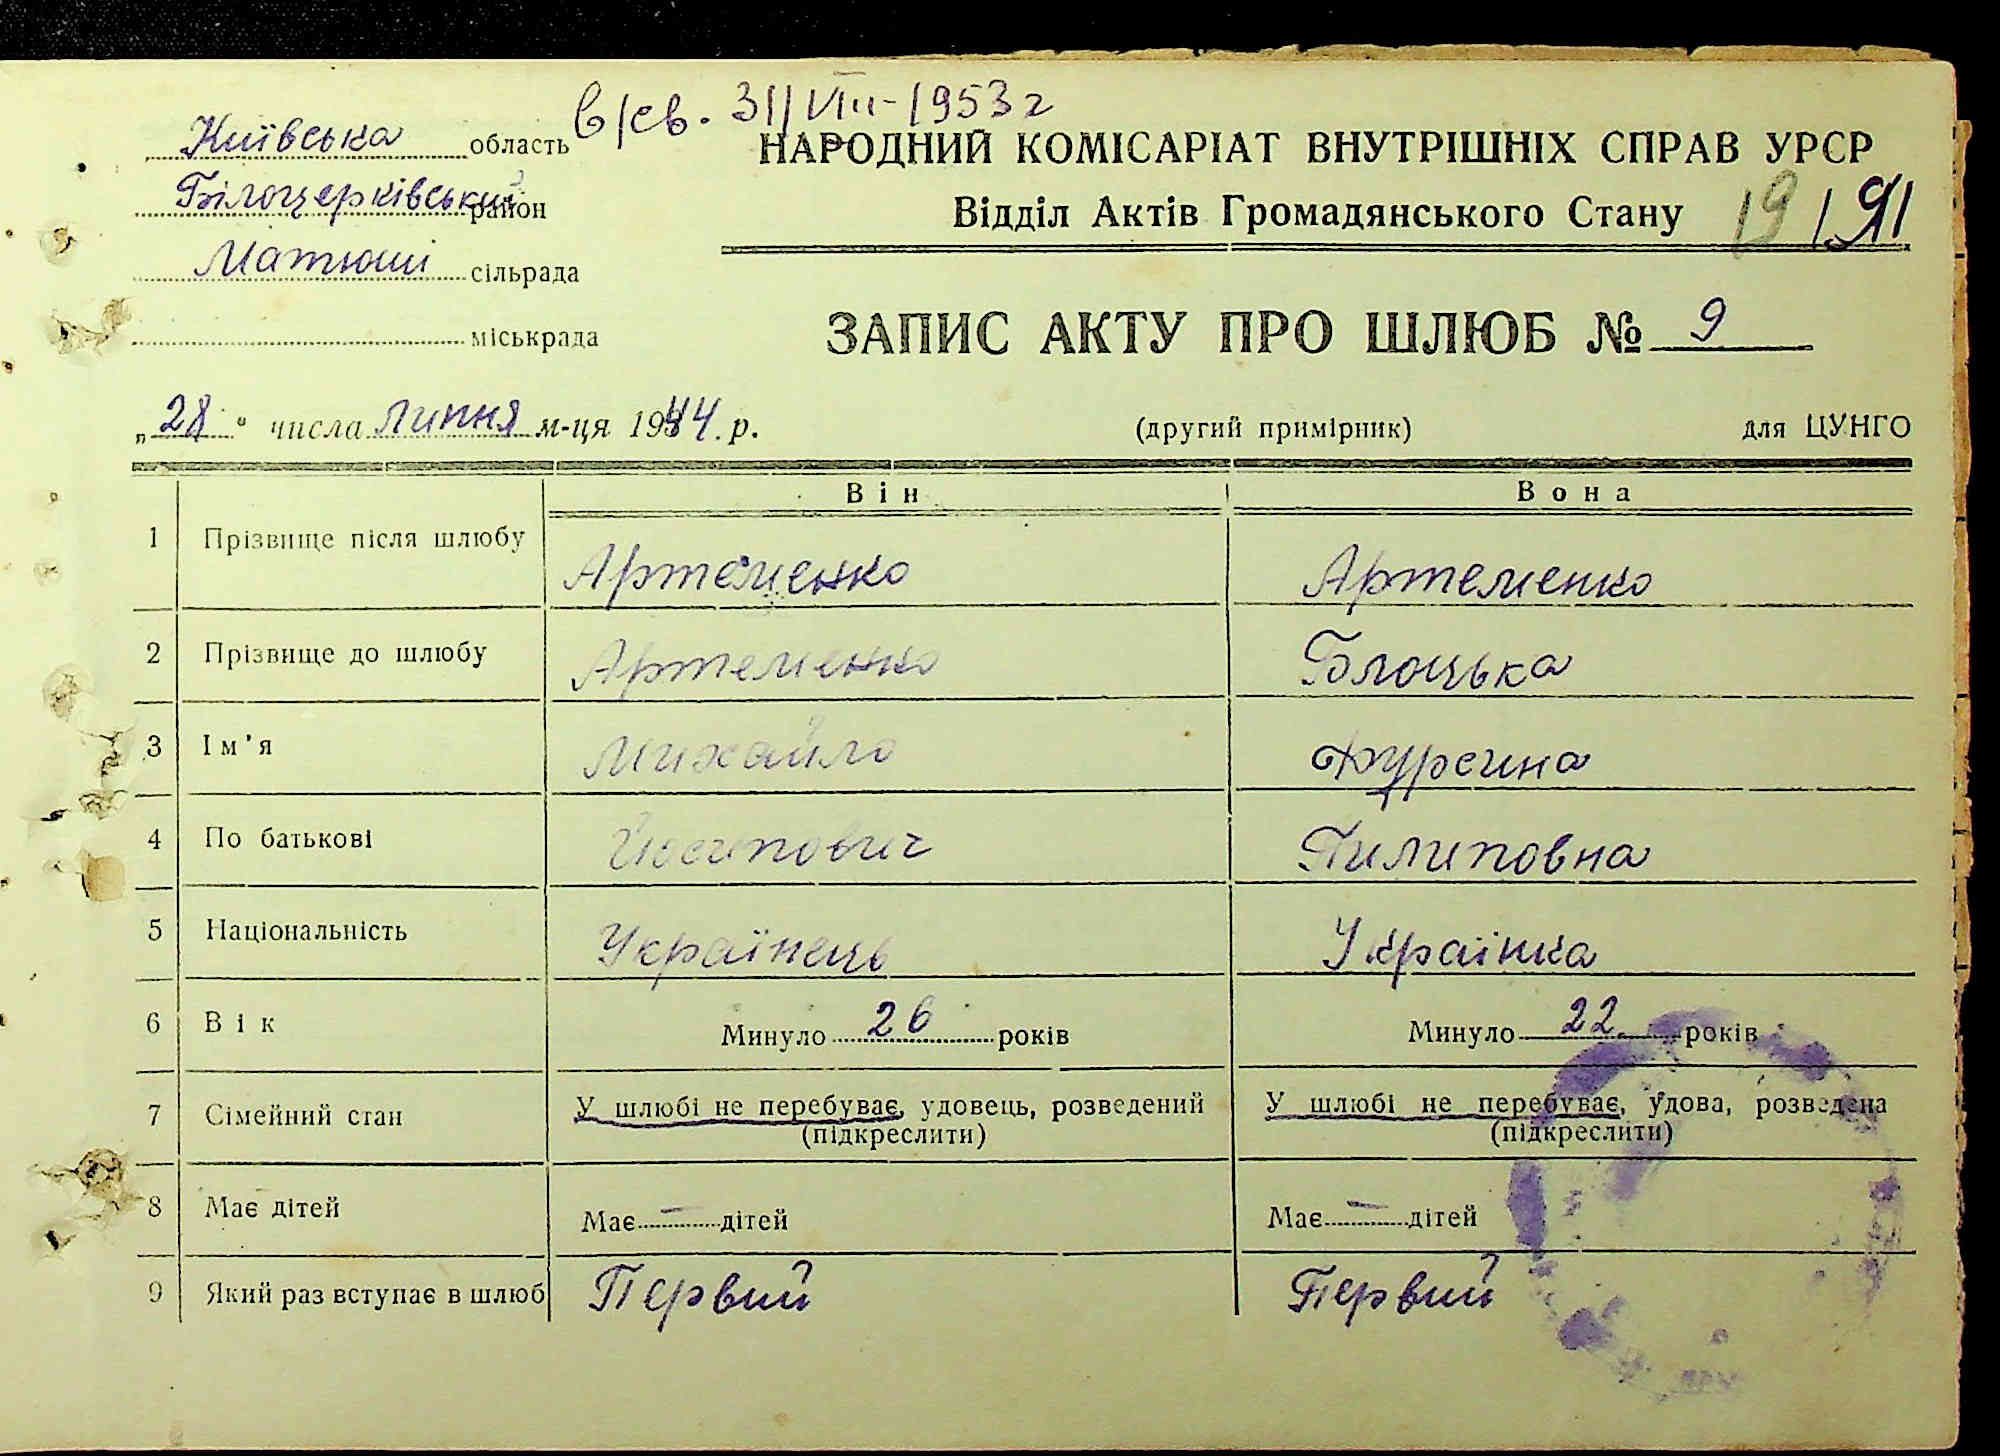 в/св. 31/VIII-1953 г
Київська область
НАРОДНИЙ КОМІСАРІАТ ВНУТРІШНІХ СПРАВ УРСР
Білоцерківський район
Відділ Актів Громадянського Стану 19
Матюші сільрада
міськрада
ЗАПИС АКТУ ПРО ШЛЮБ № 9
„28" числа Липня м-ця 1944. р. (другий примірник) для ЦУНГО
Він Вона
1 Прізвище після шлюбу Артеменко Артеменко
2 Прізвище до шлюбу Артеменко Блоцька
3 Ім'я Михайло Фурсина
4 По батькові Йосипович Пилиповна
5 Національність Українець Українка
6 Вік Минуло 26 років Минуло 22 років
7 Сімейний стан У шлюбі не перебуває, удовець, розведений У шлюбі не перебуває, удова, розведена
(підкреслити) (підкреслити)
8 Має дітей Має — дітей Має — дітей
9 Який раз вступає в шлюб Первий Первий